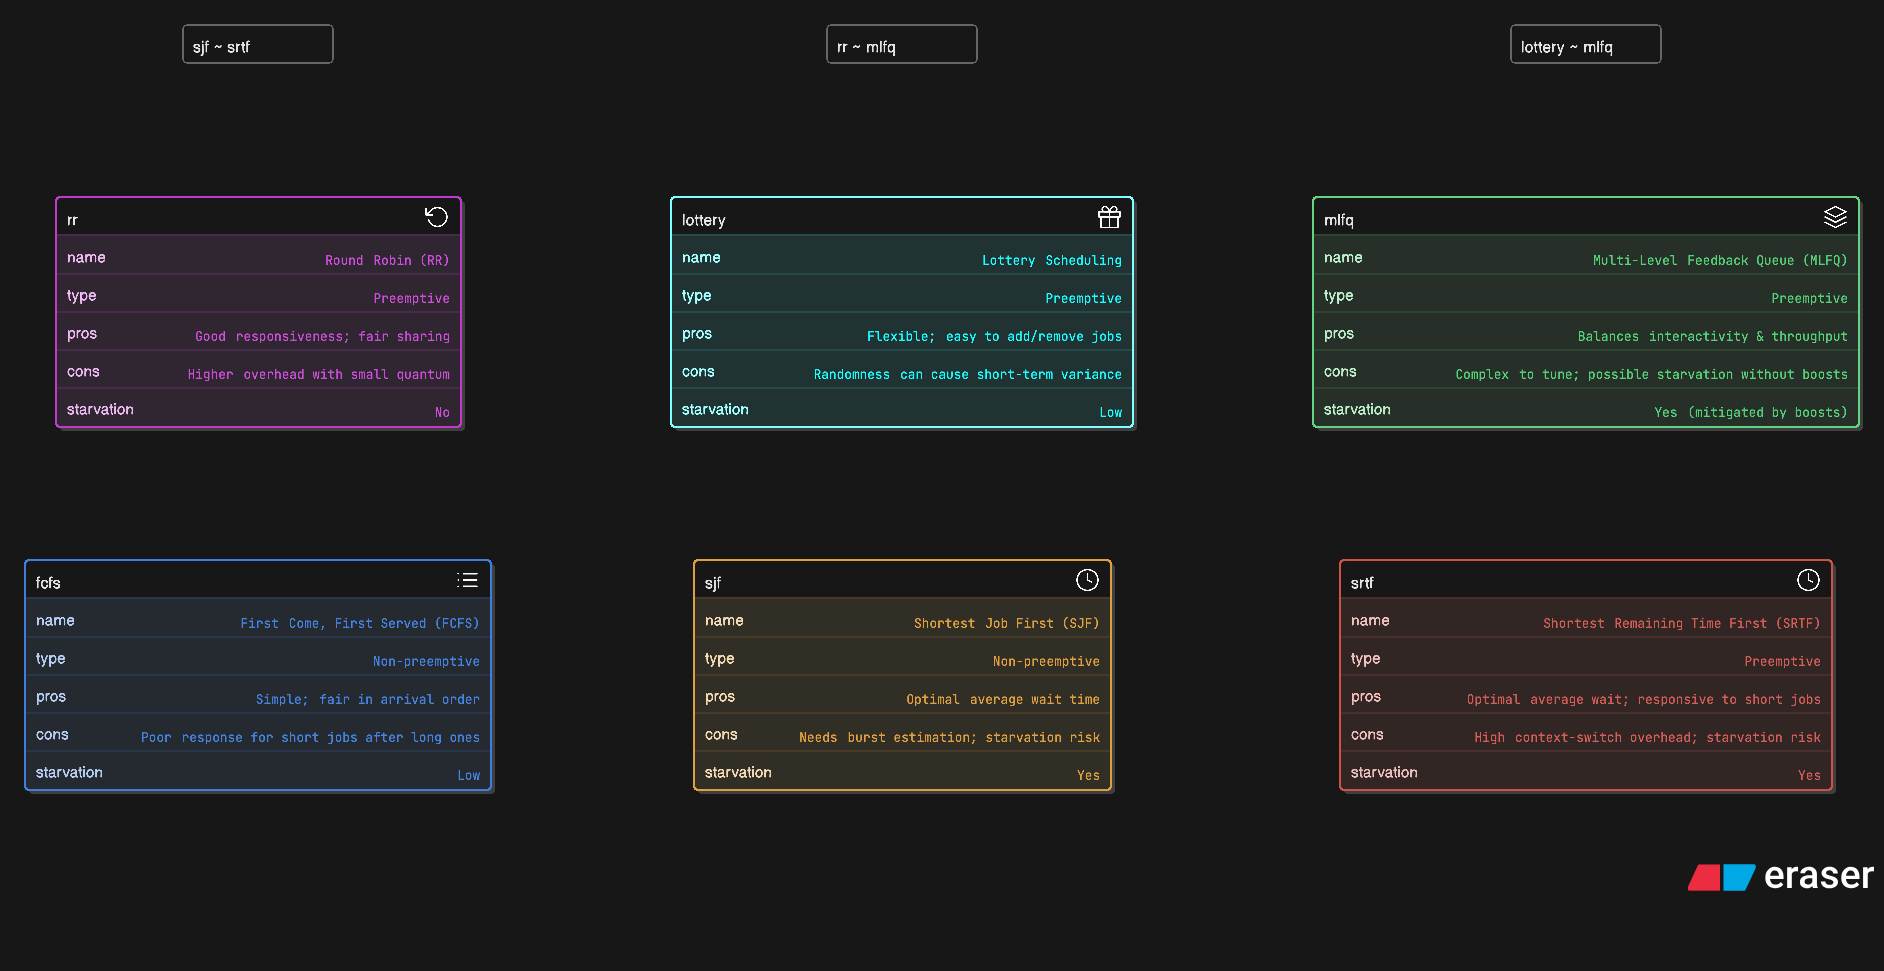 sjf ~ srtf
rr ~ mlfq
lottery ~ mlfq
rr
name Round Robin (RR)
type Preemptive
pros Good responsiveness; fair sharing
cons Higher overhead with small quantum
starvation No
lottery
name Lottery Scheduling
type Preemptive
pros Flexible; easy to add/remove jobs
cons Randomness can cause short-term variance
starvation Low
mlfq
name Multi-Level Feedback Queue (MLFQ)
type Preemptive
pros Balances interactivity & throughput
cons Complex to tune; possible starvation without boosts
starvation Yes (mitigated by boosts)
fcfs
name First Come, First Served (FCFS)
type Non-preemptive
pros Simple; fair in arrival order
cons Poor response for short jobs after long ones
starvation Low
sjf
name Shortest Job First (SJF)
type Non-preemptive
pros Optimal average wait time
cons Needs burst estimation; starvation risk
starvation Yes
srtf
name Shortest Remaining Time First (SRTF)
type Preemptive
pros Optimal average wait; responsive to short jobs
cons High context-switch overhead; starvation risk
starvation Yes
eraser